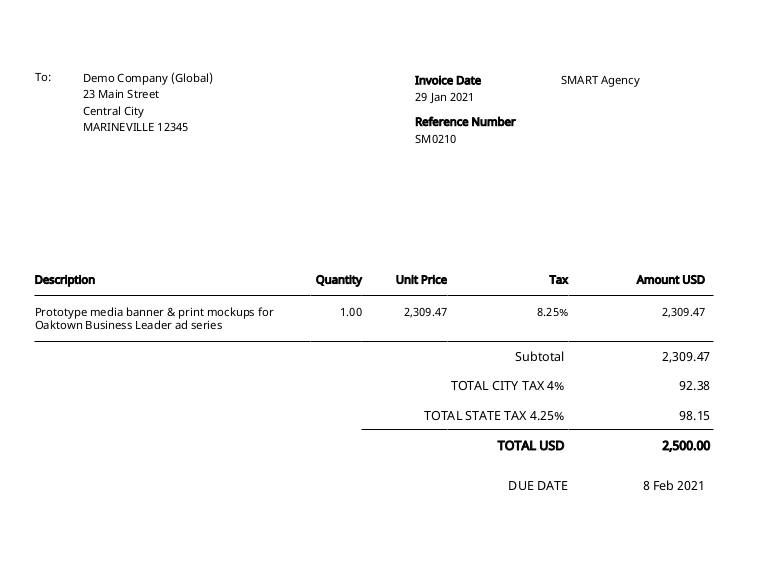 To:
Demo Company (Global)
23 Main Street
Central City
MARINEVILLE 12345
Invoice Date
29 Jan 2021
Reference Number
SM0210
SMART Agency
Description Quantity Unit Price Tax Amount USD
Prototype media banner & print mockups for 1.00 2,309.47 8.25% 2,309.47
Oaktown Business Leader ad series
Subtotal 2,309.47
TOTAL CITY TAX 4% 92.38
TOTAL STATE TAX 4.25% 98.15
TOTAL USD 2,500.00
DUE DATE 8 Feb 2021